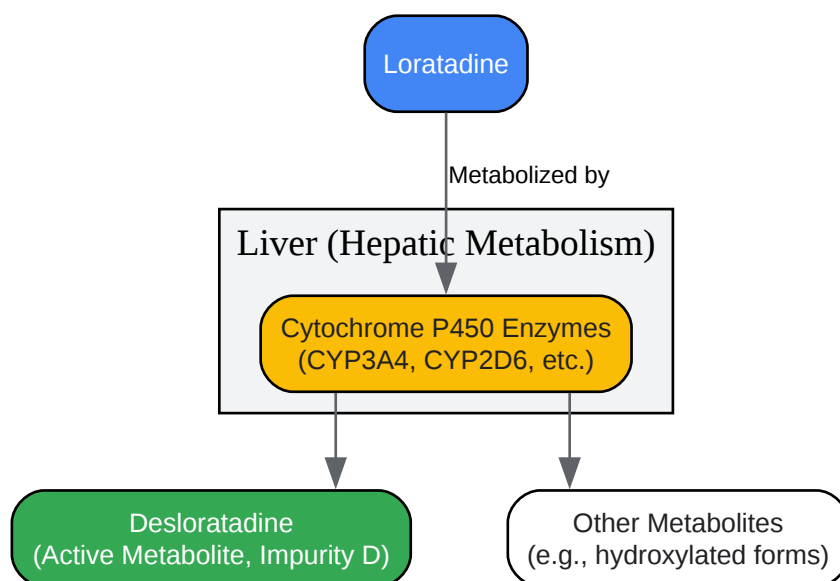 Loratadine
Metabolized by
Liver (Hepatic Metabolism)
Cytochrome P450 Enzymes
(CYP3A4, CYP2D6, etc.)
Desloratadine
(Active Metabolite, Impurity D)
Other Metabolites
(e.g., hydroxylated forms)